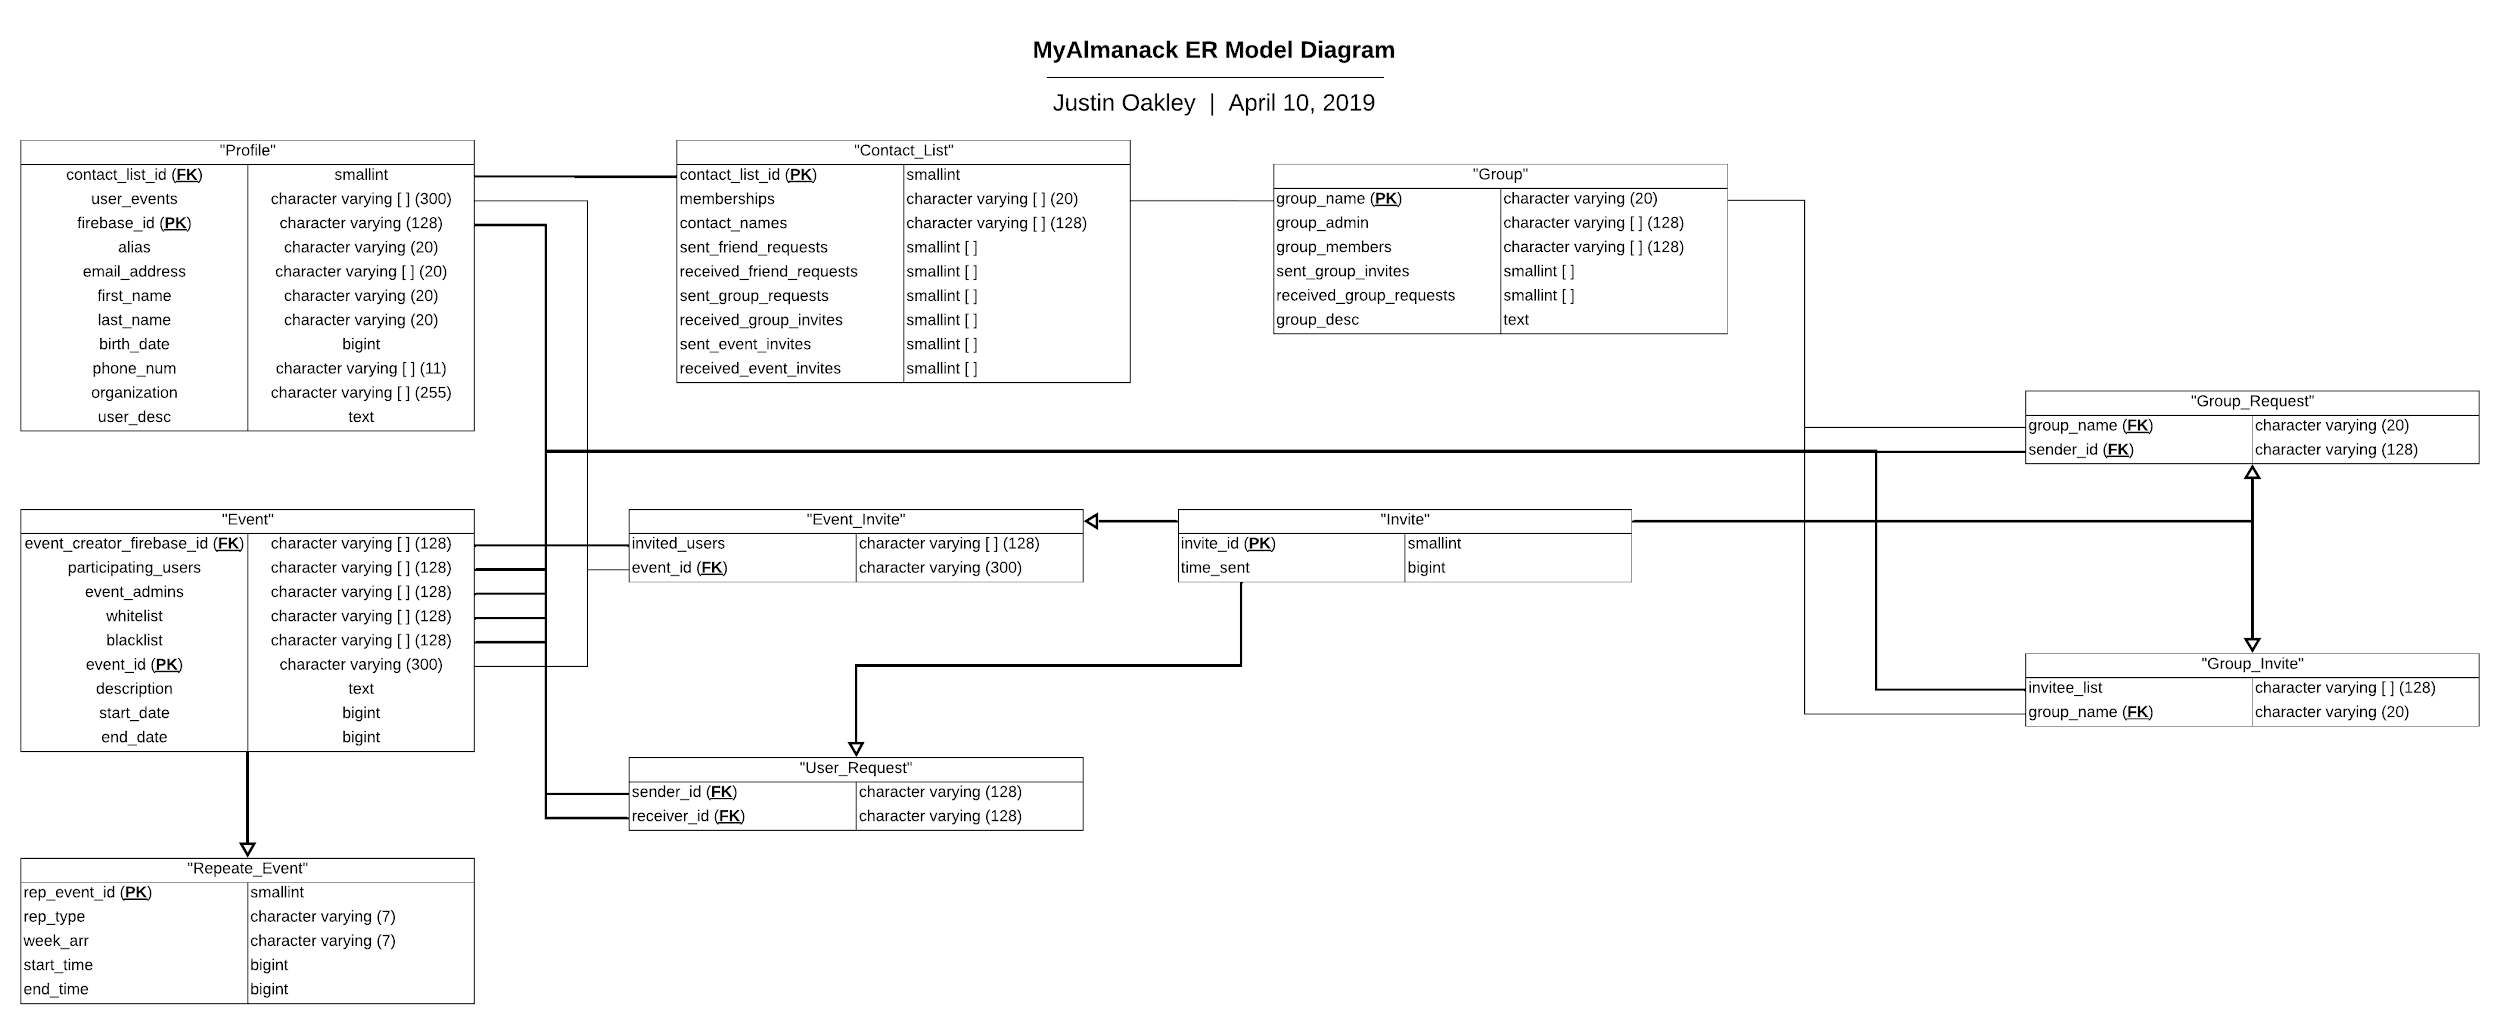 MyAlmanack ER Model Diagram
Justin Oakley | April 10, 2019
"Profile"
contact_list_id (FK) smallint
user_events character varying [ ] (300)
firebase_id (PK) character varying (128)
alias character varying (20)
email_address character varying [ ] (20)
first_name character varying (20)
last_name character varying (20)
birth_date bigint
phone_num character varying [ ] (11)
organization character varying [ ] (255)
user_desc text
"Contact_List"
contact_list_id (PK) smallint
memberships character varying [ ] (20)
contact_names character varying [ ] (128)
sent_friend_requests smallint [ ]
received_friend_requests smallint [ ]
sent_group_requests smallint [ ]
received_group_invites smallint [ ]
sent_event_invites smallint [ ]
received_event_invites smallint [ ]
"Group"
group_name (PK) character varying (20)
group_admin character varying [ ] (128)
group_members character varying [ ] (128)
sent_group_invites smallint [ ]
received_group_requests smallint [ ]
group_desc text
"Group_Request"
group_name (FK) character varying (20)
sender_id (FK) character varying (128)
"Event"
event_creator_firebase_id (FK) character varying [ ] (128)
participating_users character varying [ ] (128)
event_admins character varying [ ] (128)
whitelist character varying [ ] (128)
blacklist character varying [ ] (128)
event_id (PK) character varying (300)
description text
start_date bigint
end_date bigint
"Event_Invite"
invited_users character varying [ ] (128)
event_id (FK) character varying (300)
"Invite"
invite_id (PK) smallint
time_sent bigint
"Group_Invite"
invitee_list character varying [ ] (128)
group_name (FK) character varying (20)
"User_Request"
sender_id (FK) character varying (128)
receiver_id (FK) character varying (128)
"Repeate_Event"
rep_event_id (PK) smallint
rep_type character varying (7)
week_arr character varying (7)
start_time bigint
end_time bigint